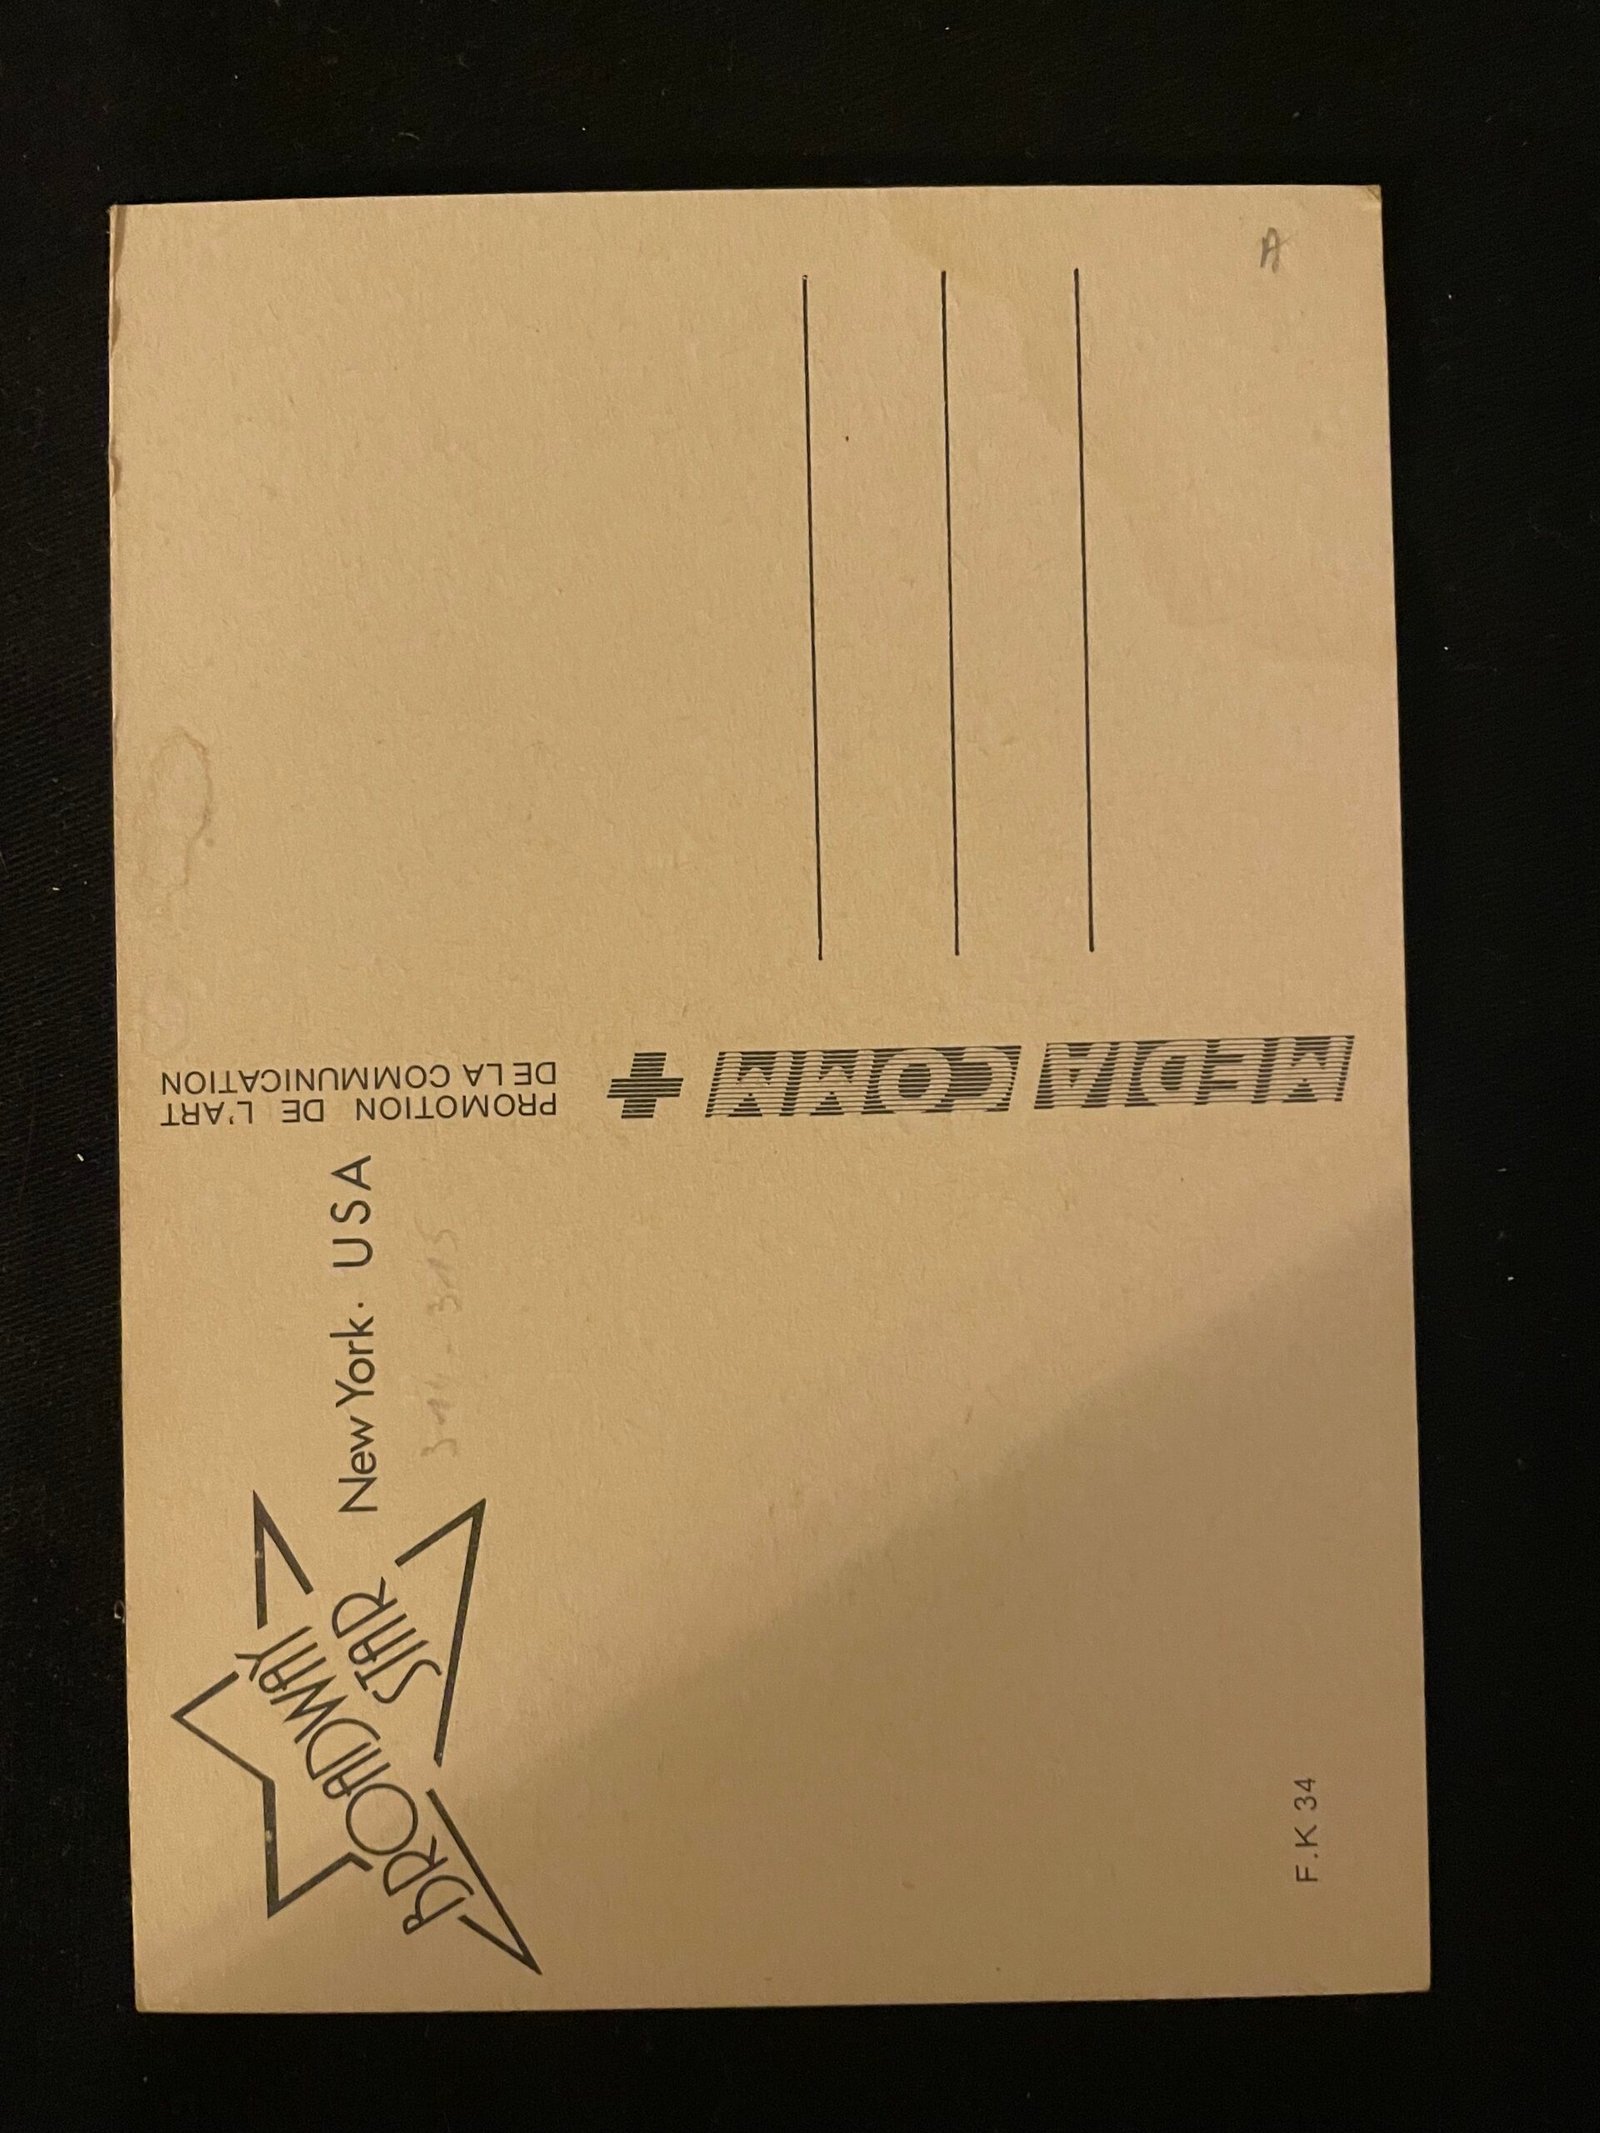 BROADWAY
STAR
New York. USA
PROMOTION DE L'ART
DE LA COMMUNICATION
MEDIA COMM +
F.K 34
A